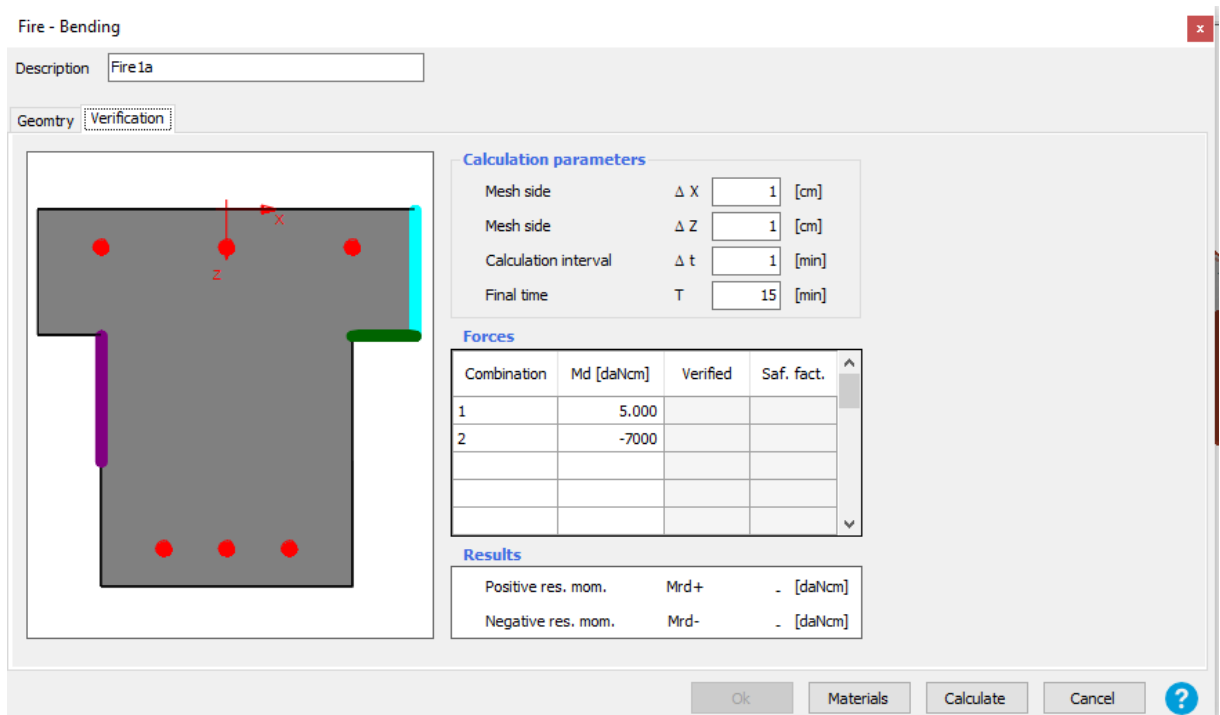 Fire - Bending
x
Description Fire1a
Geomtry Verification
x
z
Calculation parameters
Mesh side Δ X 1 [cm]
Mesh side Δ Z 1 [cm]
Calculation interval Δ t 1 [min]
Final time T 15 [min]
Forces
Combination Md [daNcm] Verified Saf. fact.
1 5.000
2 -7000
Results
Positive res. mom. Mrd+ - [daNcm]
Negative res. mom. Mrd- - [daNcm]
Ok Materials Calculate Cancel ?